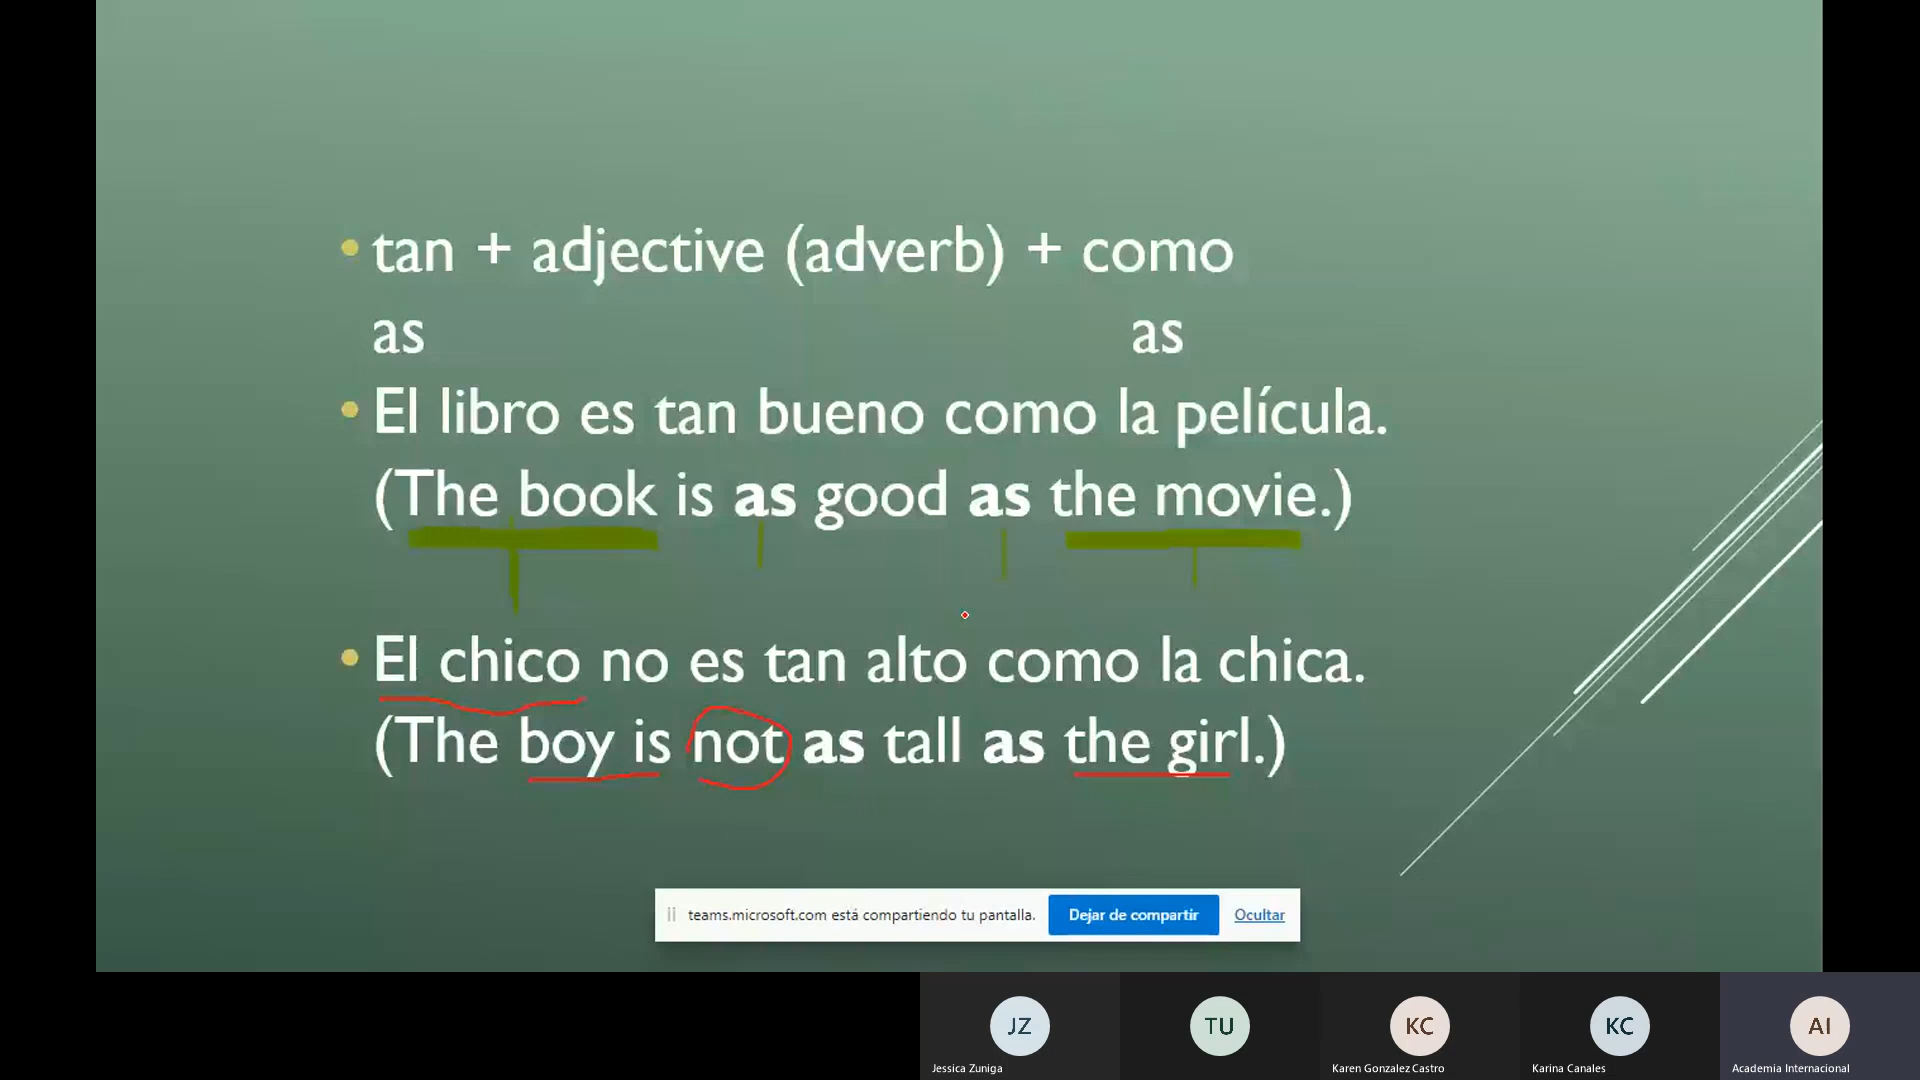 tan + adjective (adverb) + como
as as
El libro es tan bueno como la película.
(The book is as good as the movie.)
El chico no es tan alto como la chica.
(The boy is not as tall as the girl.)
teams.microsoft.com está compartiendo tu pantalla. Dejar de compartir Ocultar
JZ TU KC KC AI
Jessica Zuniga Karen Gonzalez Castro Karina Canales Academia Internacional